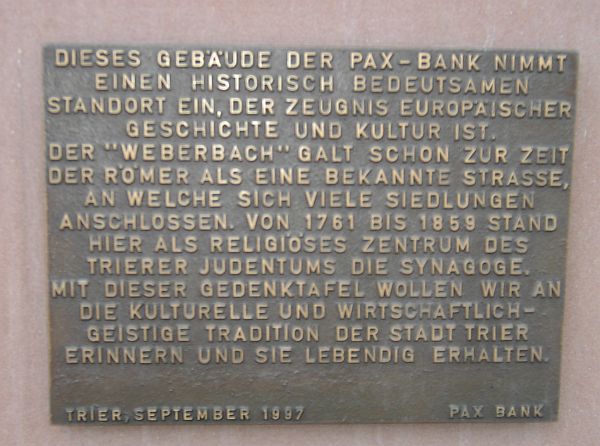 DIESES GEBÄUDE DER PAX-BANK NIMMT
EINEN HISTORISCH BEDEUTSAMEN
STANDORT EIN, DER ZEUGNIS EUROPÄISCHER
GESCHICHTE UND KULTUR IST.
DER "WEBERBACH" GALT SCHON ZUR ZEIT
DER RÖMER ALS EINE BEKANNTE STRASSE,
AN WELCHE SICH VIELE SIEDLUNGEN
ANSCHLOSSEN. VON 1761 BIS 1859 STAND
HIER ALS RELIGIÖSES ZENTRUM DES
TRIERER JUDENTUMS DIE SYNAGOGE.
MIT DIESER GEDENKTAFEL WOLLEN WIR AN
DIE KULTURELLE UND WIRTSCHAFTLICH-
GEISTIGE TRADITION DER STADT TRIER
ERINNERN UND SIE LEBENDIG ERHALTEN.
TRIER, SEPTEMBER 1997 PAX BANK